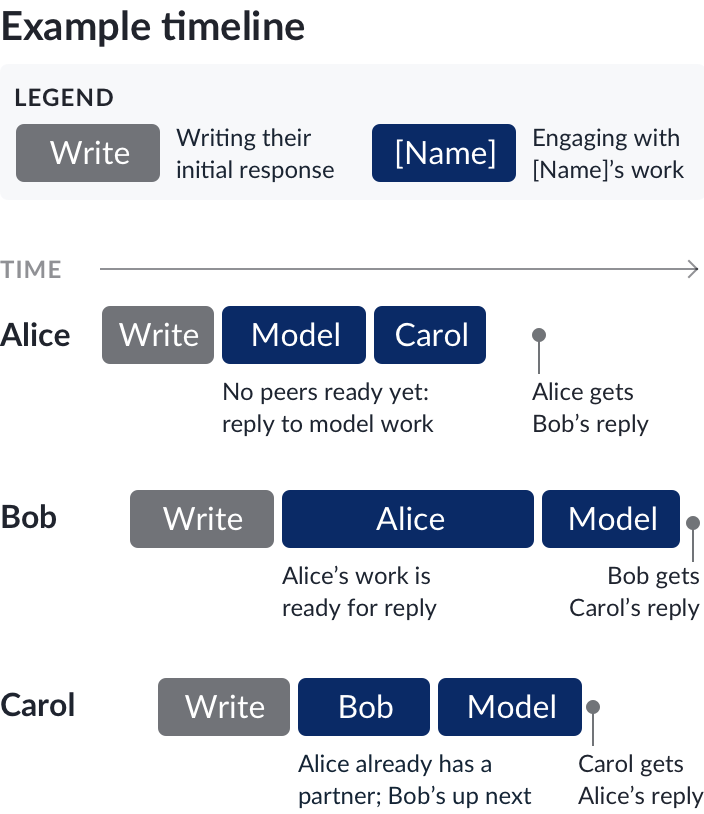 Example timeline
LEGEND
Write
Writing their
initial response
[Name]
Engaging with
[Name]’s work
TIME
Alice
Write
Model
Carol
No peers ready yet:
reply to model work
Alice gets
Bob’s reply
Bob
Write
Alice
Model
Alice’s work is
ready for reply
Bob gets
Carol’s reply
Carol
Write
Bob
Model
Alice already has a
partner; Bob’s up next
Carol gets
Alice’s reply